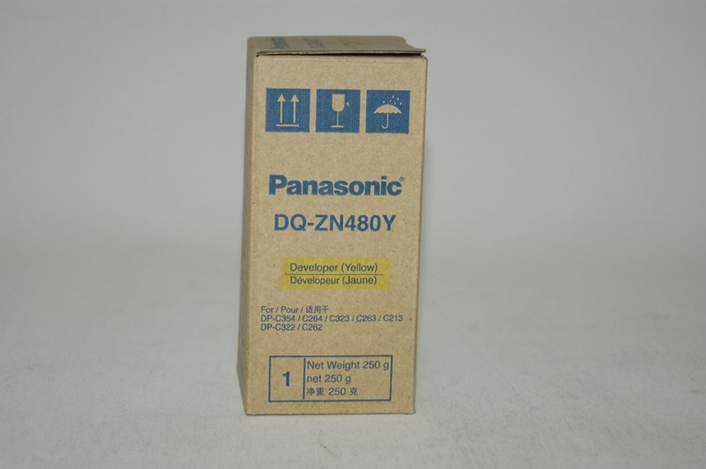 Panasonic®
DQ-ZN480Y
Developer (Yellow)
Développeur (Jaune)
For / Pour / 适用于
DP-C354 / C264 / C323 / C263 / C213
DP-C322 / C262
1
Net Weight 250 g
net 250 g
净重 250 克